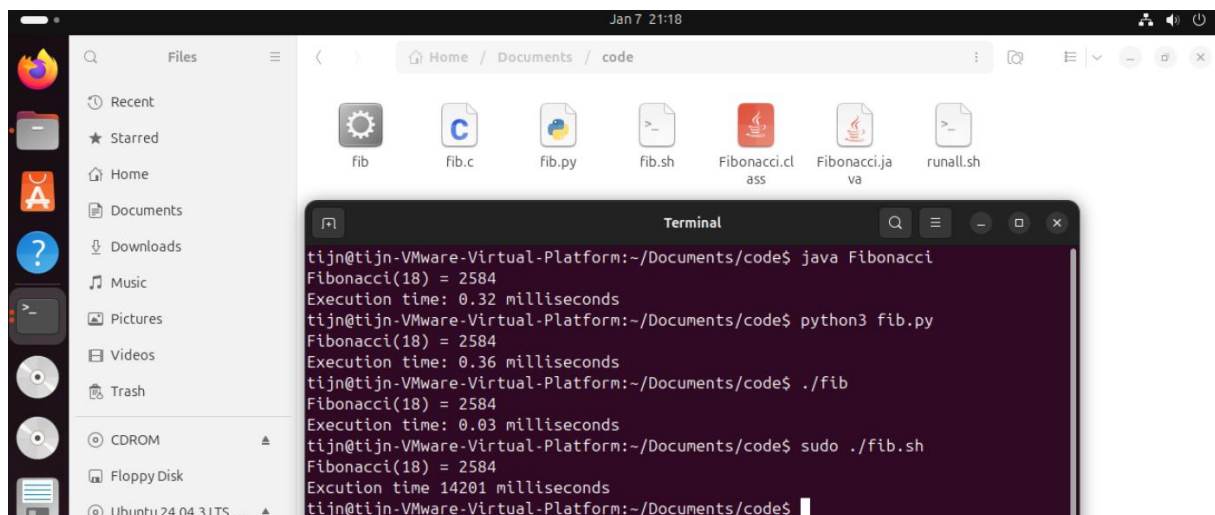 Jan 7 21:18
Files
Home / Documents / code
Recent
Starred
Home
Documents
Downloads
Music
Pictures
Videos
Trash
CDROM
Floppy Disk
Ubuntu 24.04.3 LTS
fib
fib.c
fib.py
fib.sh
Fibonacci.cl
ass
Fibonacci.ja
va
runall.sh
Terminal
tijn@tijn-VMware-Virtual-Platform:~/Documents/code$ java Fibonacci
Fibonacci(18) = 2584
Execution time: 0.32 milliseconds
tijn@tijn-VMware-Virtual-Platform:~/Documents/code$ python3 fib.py
Fibonacci(18) = 2584
Execution time: 0.36 milliseconds
tijn@tijn-VMware-Virtual-Platform:~/Documents/code$ ./fib
Fibonacci(18) = 2584
Execution time: 0.03 milliseconds
tijn@tijn-VMware-Virtual-Platform:~/Documents/code$ sudo ./fib.sh
Fibonacci(18) = 2584
Excution time 14201 milliseconds
tijn@tijn-VMware-Virtual-Platform:~/Documents/code$